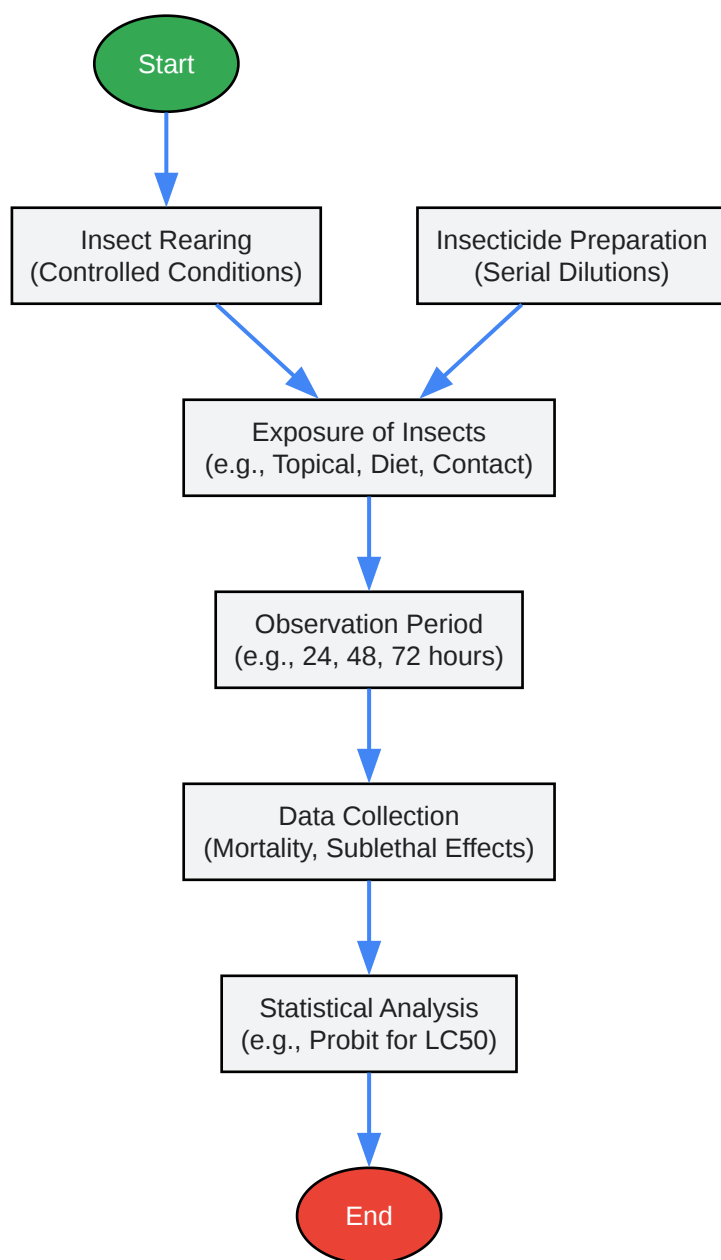 Start
Insect Rearing
(Controlled Conditions)
Insecticide Preparation
(Serial Dilutions)
Exposure of Insects
(e.g., Topical, Diet, Contact)
Observation Period
(e.g., 24, 48, 72 hours)
Data Collection
(Mortality, Sublethal Effects)
Statistical Analysis
(e.g., Probit for LC50)
End